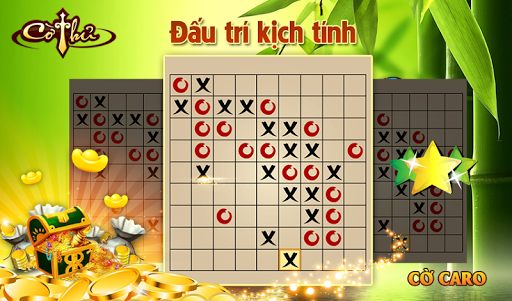 Cờ Thủ
Đấu trí kịch tính
CỜ CARO